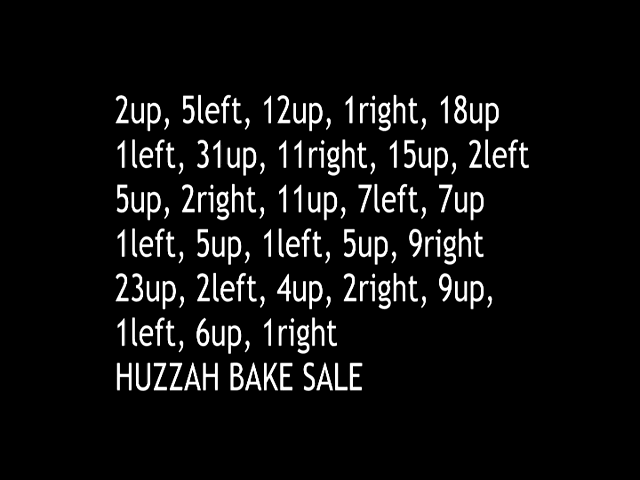 2up, 5left, 12up, 1right, 18up
1left, 31up, 11right, 15up, 2left
5up, 2right, 11up, 7left, 7up
1left, 5up, 1left, 5up, 9right
23up, 2left, 4up, 2right, 9up,
1left, 6up, 1right
HUZZAH BAKE SALE